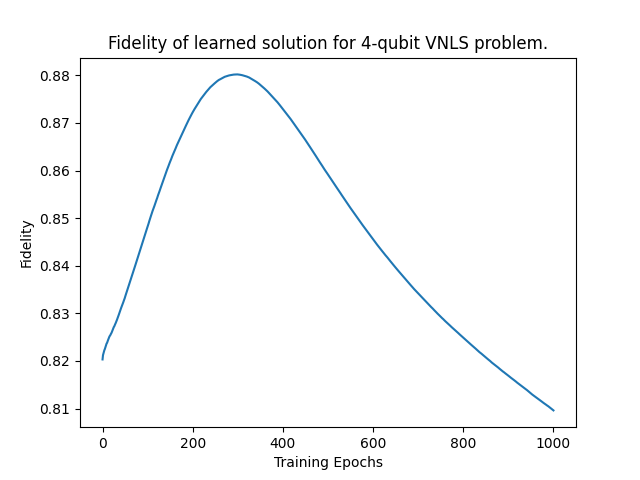 Fidelity of learned solution for 4-qubit VNLS problem.
0.88
0.87
0.86
0.85
0.84
0.83
0.82
0.81
Fidelity
0 200 400 600 800 1000
Training Epochs